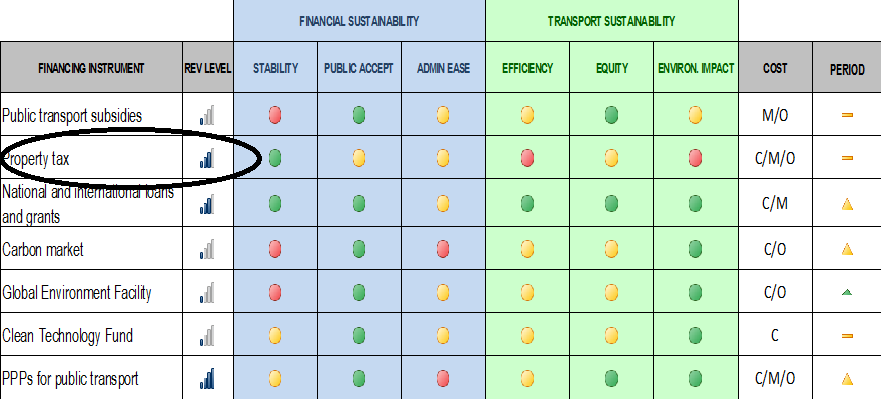 FINANCIAL SUSTAINABILITY TRANSPORT SUSTAINABILITY
FINANCING INSTRUMENT REV LEVEL STABILITY PUBLIC ACCEPT ADMIN EASE EFFICIENCY EQUITY ENVIRON. IMPACT COST PERIOD
Public transport subsidies M/O
Property tax C/M/O
National and international loans
and grants C/M
Carbon market C/O
Global Environment Facility C/O
Clean Technology Fund C
PPPs for public transport C/M/O